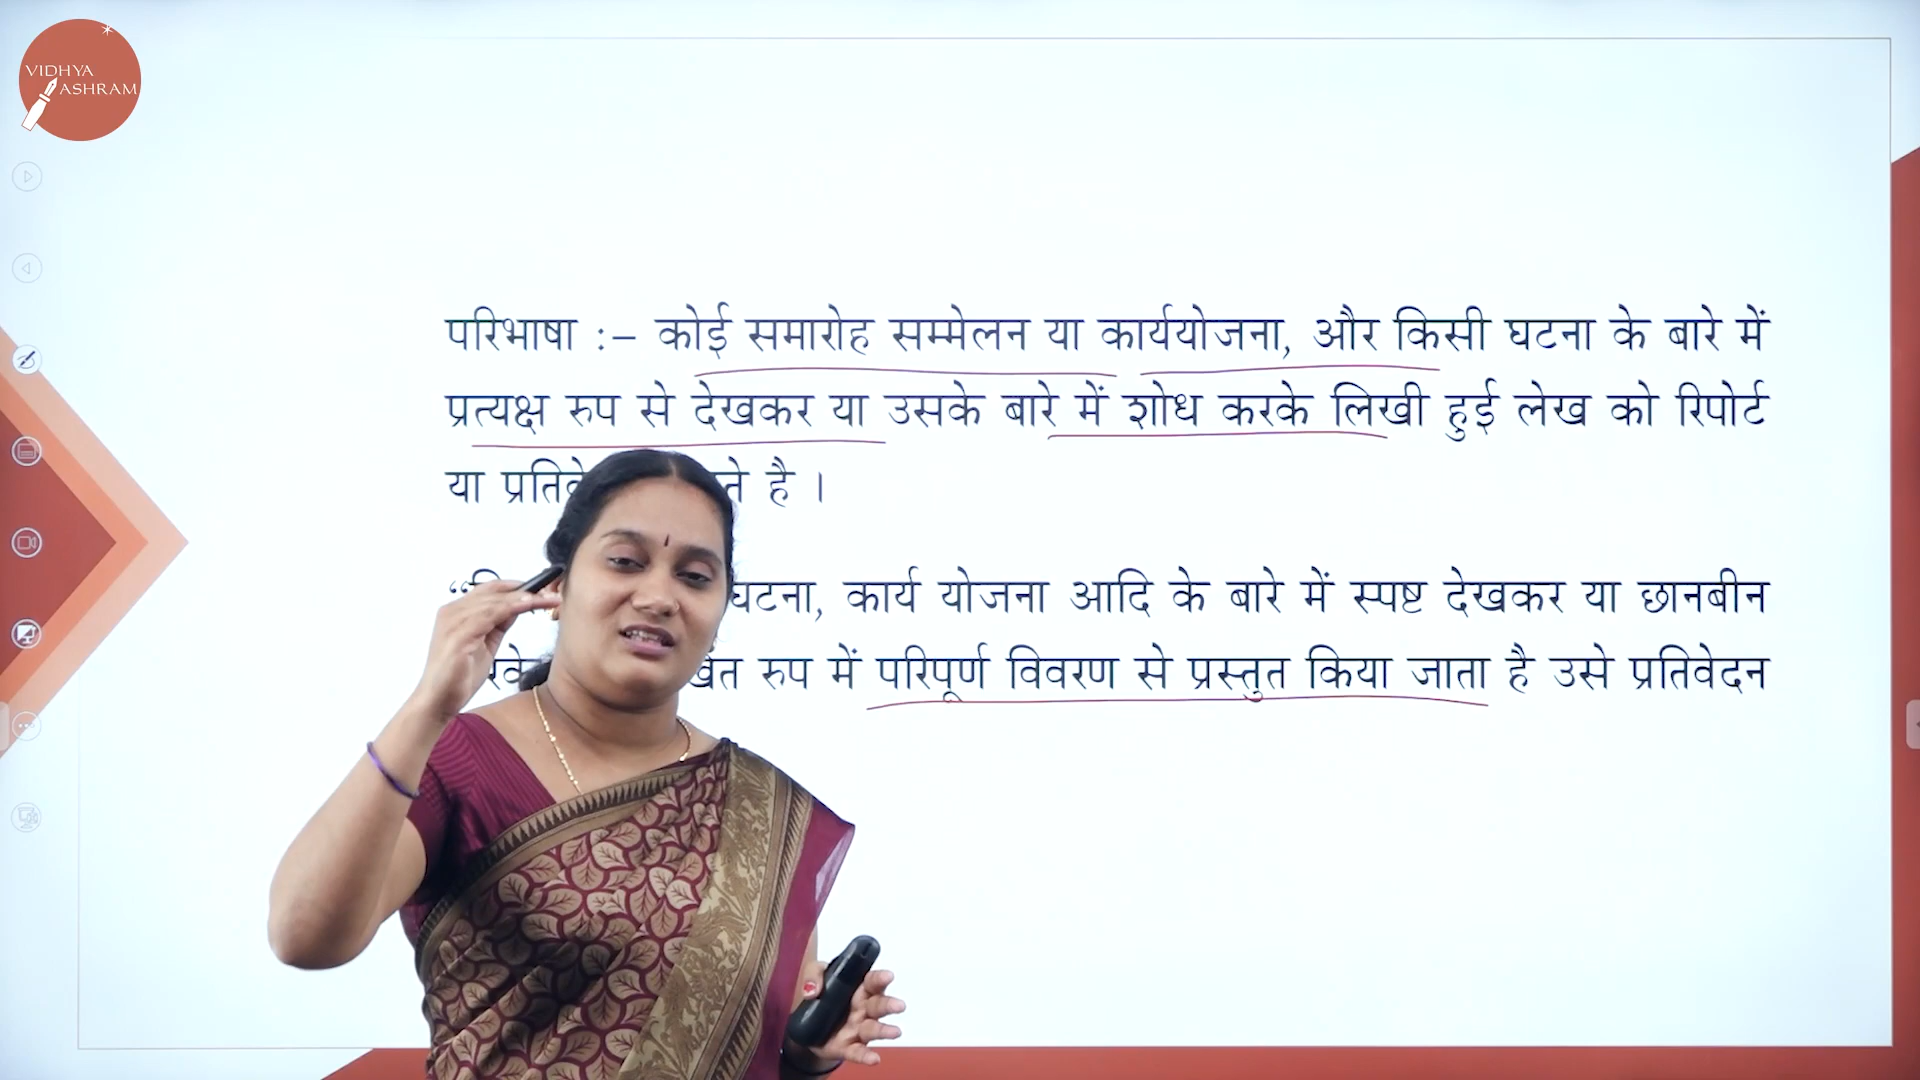 VIDHYA
ASHRAM
परिभाषा :– कोई समारोह सम्मेलन या कार्ययोजना, और किसी घटना के बारे में
प्रत्यक्ष रुप से देखकर या उसके बारे में शोध करके लिखी हुई लेख को रिपोर्ट
या है ।
घटना, कार्य योजना आदि के बारे में स्पष्ट देखकर या छानबीन
रुप में परिपूर्ण विवरण से प्रस्तुत किया जाता है उसे प्रतिवेदन